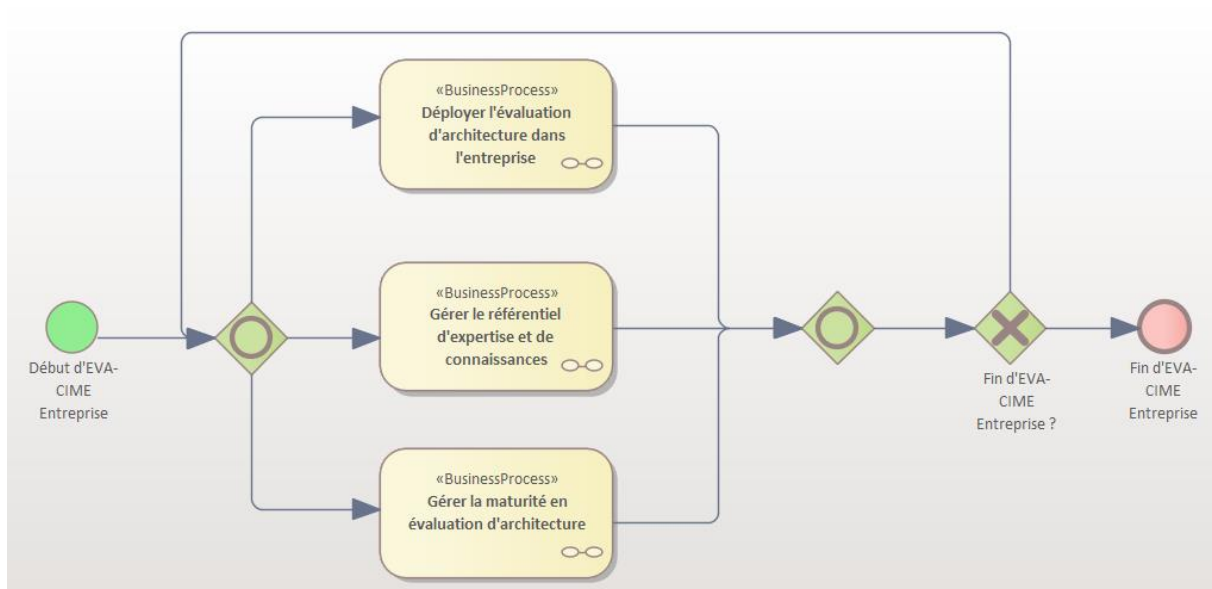 «BusinessProcess»
Déployer l'évaluation
d'architecture dans
l'entreprise
«BusinessProcess»
Gérer le référentiel
d'expertise et de
connaissances
«BusinessProcess»
Gérer la maturité en
évaluation d'architecture
Début d'EVA-
CIME
Entreprise
Fin d'EVA-
CIME
Entreprise ?
Fin d'EVA-
CIME
Entreprise